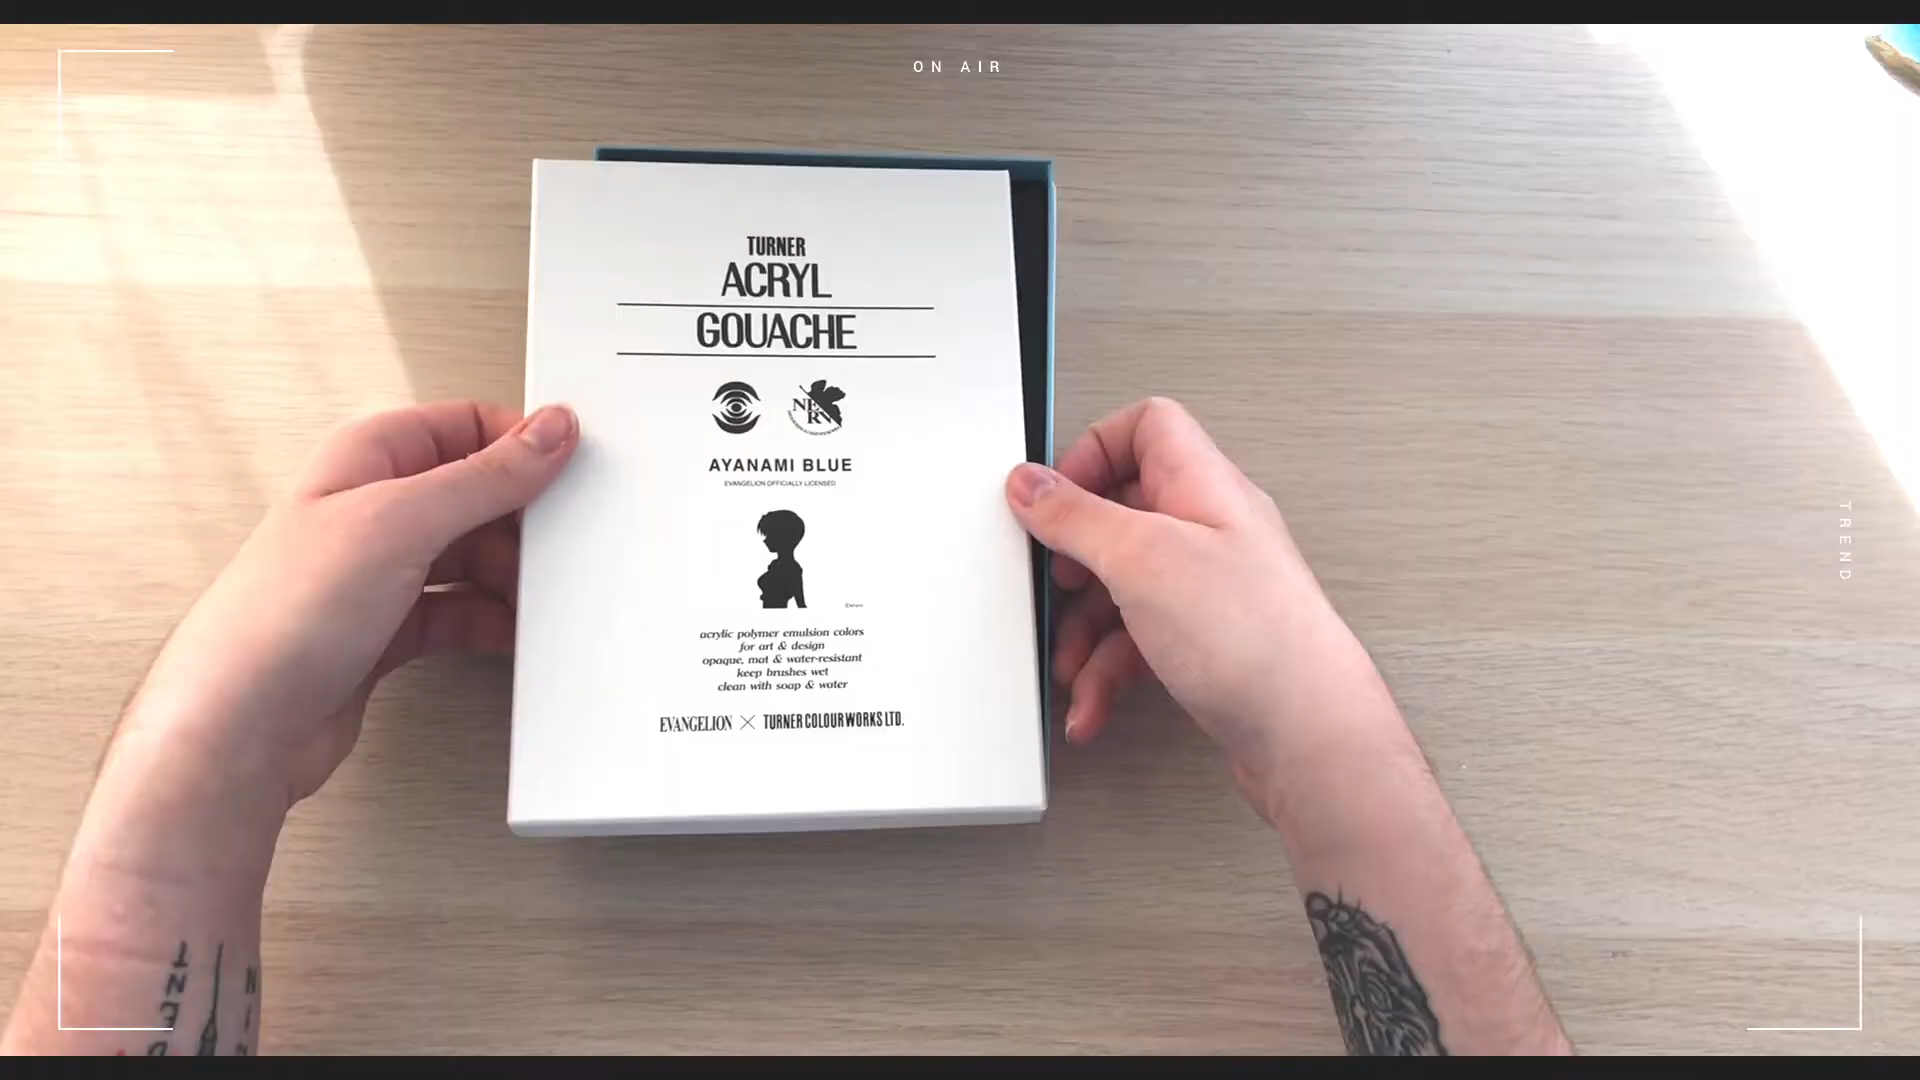 ON AIR
TURNER
ACRYL
GOUACHE
NERV
AYANAMI BLUE
EVANGELION OFFICIALLY LICENSED
acrylic polymer emulsion colors
for art & design
opaque, mat & water-resistant
keep brushes wet
clean with soap & water
EVANGELION X TURNER COLOUR WORKS LTD.
TREND